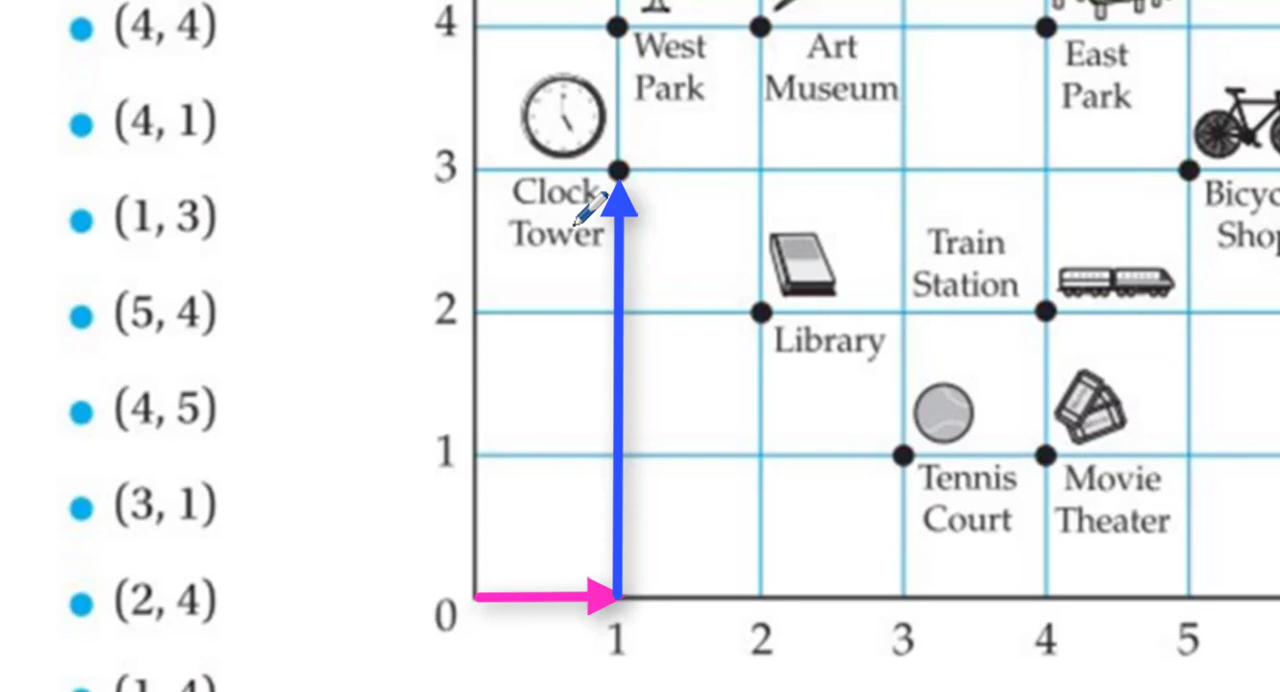 (4, 4)
(4, 1)
(1, 3)
(5, 4)
(4, 5)
(3, 1)
(2, 4)
(1, 4)
4
3
2
1
0
1
2
3
4
5
West
Park
Art
Museum
East
Park
Clock
Tower
Train
Station
Library
Tennis
Court
Movie
Theater